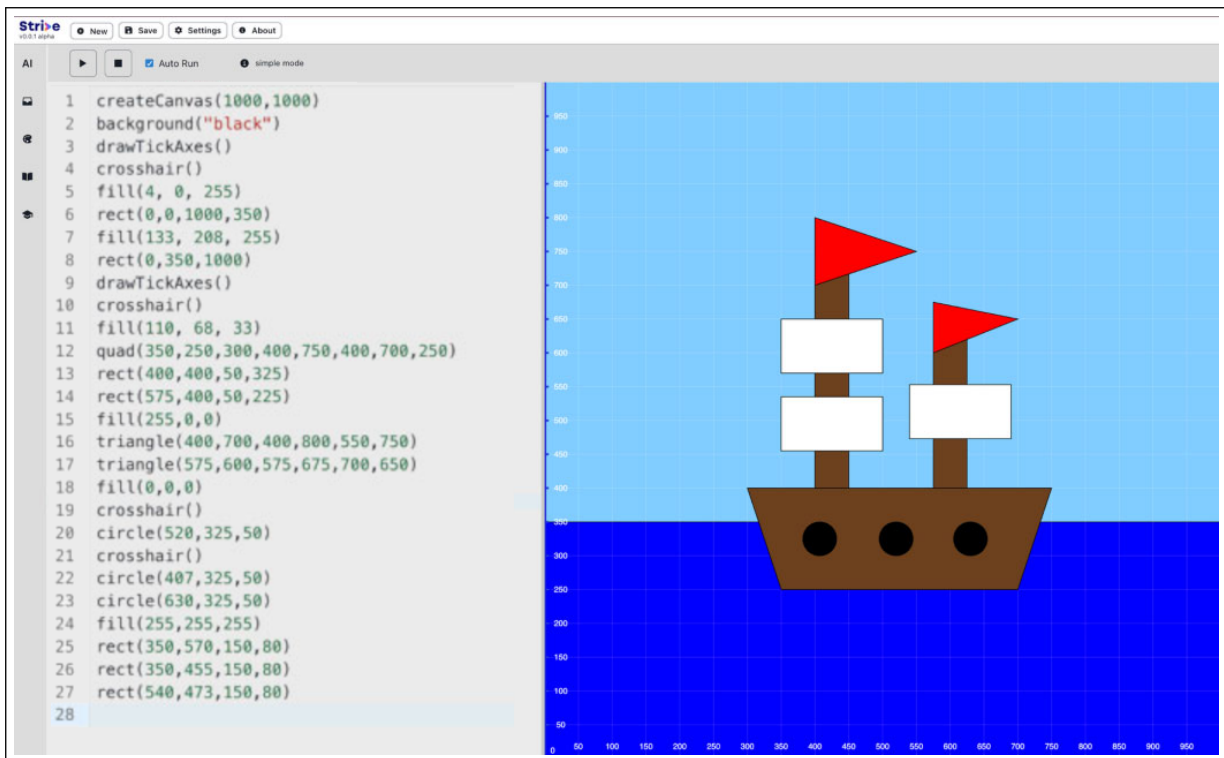 Strive
v0.0.1 alpha
New Save Settings About
AI
Auto Run simple mode
1 createCanvas(1000,1000)
2 background("black")
3 drawTickAxes()
4 crosshair()
5 fill(4, 0, 255)
6 rect(0,0,1000,350)
7 fill(133, 208, 255)
8 rect(0,350,1000)
9 drawTickAxes()
10 crosshair()
11 fill(110, 68, 33)
12 quad(350,250,300,400,750,400,700,250)
13 rect(400,400,50,325)
14 rect(575,400,50,225)
15 fill(255,0,0)
16 triangle(400,700,400,800,550,750)
17 triangle(575,600,575,675,700,650)
18 fill(0,0,0)
19 crosshair()
20 circle(520,325,50)
21 crosshair()
22 circle(407,325,50)
23 circle(630,325,50)
24 fill(255,255,255)
25 rect(350,570,150,80)
26 rect(350,455,150,80)
27 rect(540,473,150,80)
28
950
900
850
800
750
700
650
600
550
500
450
400
350
300
250
200
150
100
50
0 50 100 150 200 250 300 350 400 450 500 550 600 650 700 750 800 850 900 950